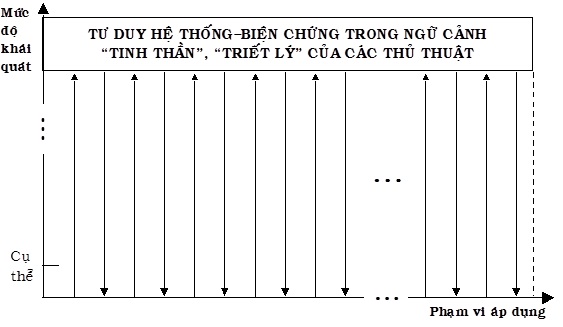 Mức
độ
khái
quát
TƯ DUY HỆ THỐNG–BIỆN CHỨNG TRONG NGỮ CẢNH
“TINH THẦN”, “TRIẾT LÝ” CỦA CÁC THỦ THUẬT
...
...
Cụ
thể
...
Phạm vi áp dụng